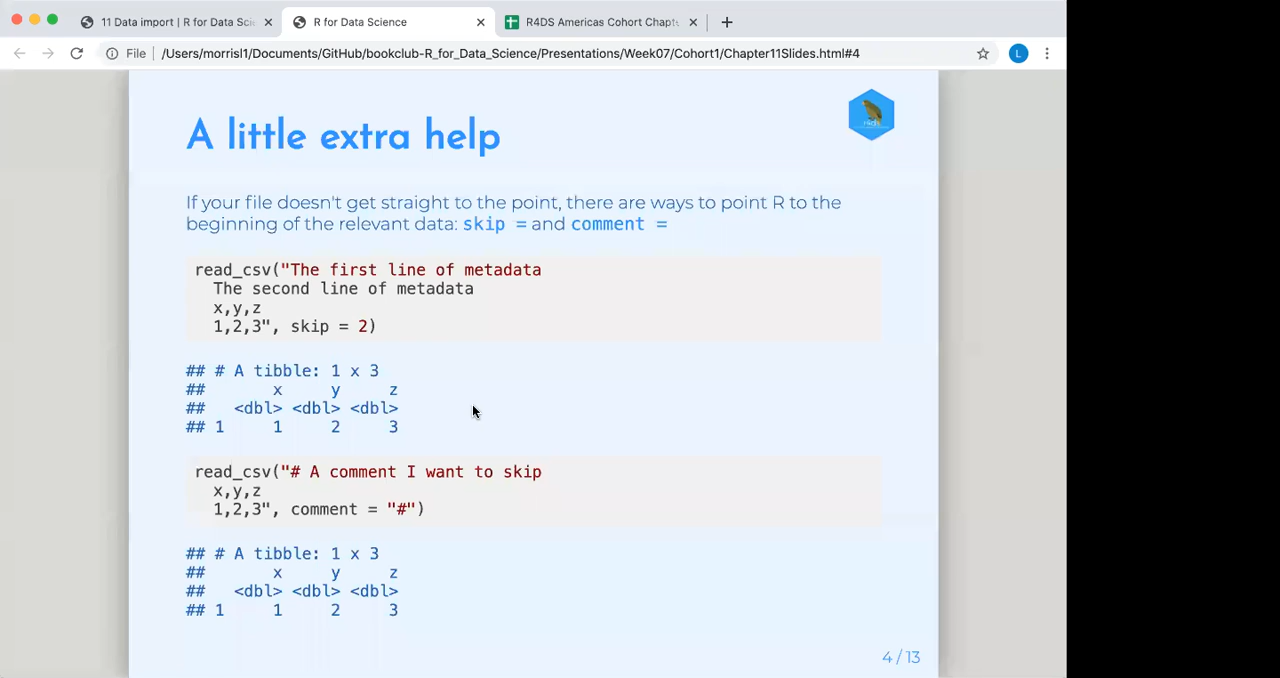 11 Data import | R for Data Scie
R for Data Science
R4DS Americas Cohort Chapt
File
/Users/morrisl1/Documents/GitHub/bookclub-R_for_Data_Science/Presentations/Week07/Cohort1/Chapter11Slides.html#4
L
A little extra help
If your file doesn't get straight to the point, there are ways to point R to the
beginning of the relevant data: skip = and comment =
read_csv("The first line of metadata
The second line of metadata
x,y,z
1,2,3", skip = 2)
## # A tibble: 1 x 3
## x y z
## <dbl> <dbl> <dbl>
## 1 1 2 3
read_csv("# A comment I want to skip
x,y,z
1,2,3", comment = "#")
## # A tibble: 1 x 3
## x y z
## <dbl> <dbl> <dbl>
## 1 1 2 3
4 / 13